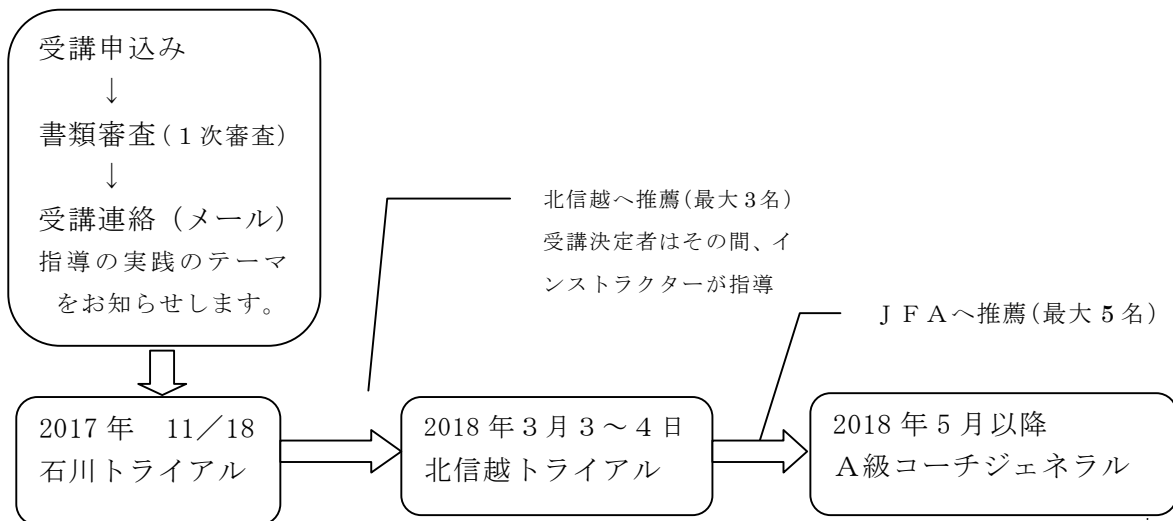 受講申込み
↓
書類審査（１次審査）
↓
受講連絡（メール）
指導の実践のテーマ
をお知らせします。
北信越へ推薦（最大３名）
受講決定者はその間、イ
ンストラクターが指導
ＪＦＡへ推薦（最大５名）
2017年　11／18
石川トライアル
2018年３月３～４日
北信越トライアル
2018年５月以降
Ａ級コーチジェネラル